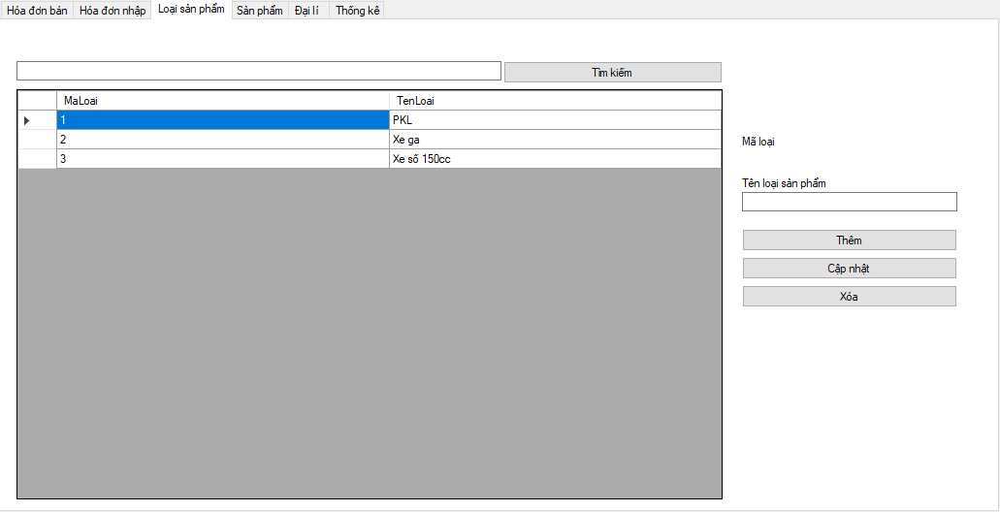 Hóa đơn bán Hóa đơn nhập Loại sản phẩm Sản phẩm Đại lí Thống kê
Tìm kiếm
MaLoai TenLoai
1 PKL
2 Xe ga
3 Xe số 150cc
Mã loại
Tên loại sản phẩm
Thêm
Cập nhật
Xóa